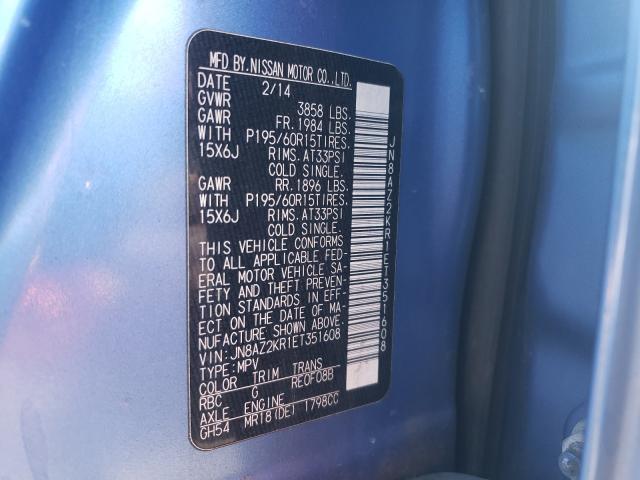 MFD BY.NISSAN MOTOR CO.,LTD.
DATE 2/14
GVWR 3858 LBS.
GAWR FR.1984 LBS.
WITH P195/60R15TIRES.
15X6J RIMS.AT33PSI
COLD SINGLE.
GAWR RR.1896 LBS.
WITH P195/60R15TIRES.
15X6J RIMS.AT33PSI
COLD SINGLE.
THIS VEHICLE CONFORMS
TO ALL APPLICABLE FED-
ERAL MOTOR VEHICLE SA-
FETY AND THEFT PREVEN-
TION STANDARDS IN EFF-
ECT ON THE DATE OF MA-
NUFACTURE SHOWN ABOVE.
VIN:JN8AZ2KR1ET351608
TYPE:MPV
COLOR TRIM TRANS
RBC G RE0F08B
AXLE ENGINE
GH54 MR18(DE) 1798CC
JN8AZ2KR1ET351608